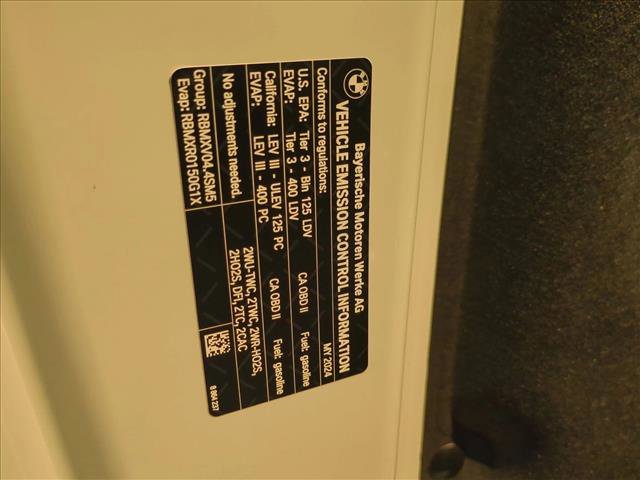 BMW
Bayerische Motoren Werke AG
VEHICLE EMISSION CONTROL INFORMATION
Conforms to regulations: MY 2024
U.S. EPA: Tier 3 - Bin 125 LDV CA OBD II Fuel: gasoline
EVAP: Tier 3 - 400 LDV
California: LEV III - ULEV 125 PC CA OBD II Fuel: gasoline
EVAP: LEV III - 400 PC
No adjustments needed. 2WU-TWC, 2TWC, 2WR-HO2S,
2HO2S, DFI, 2TC, 2CAC
Group: RBMXV04.4SM5
Evap: RBMXR0150G1X
8 864 237